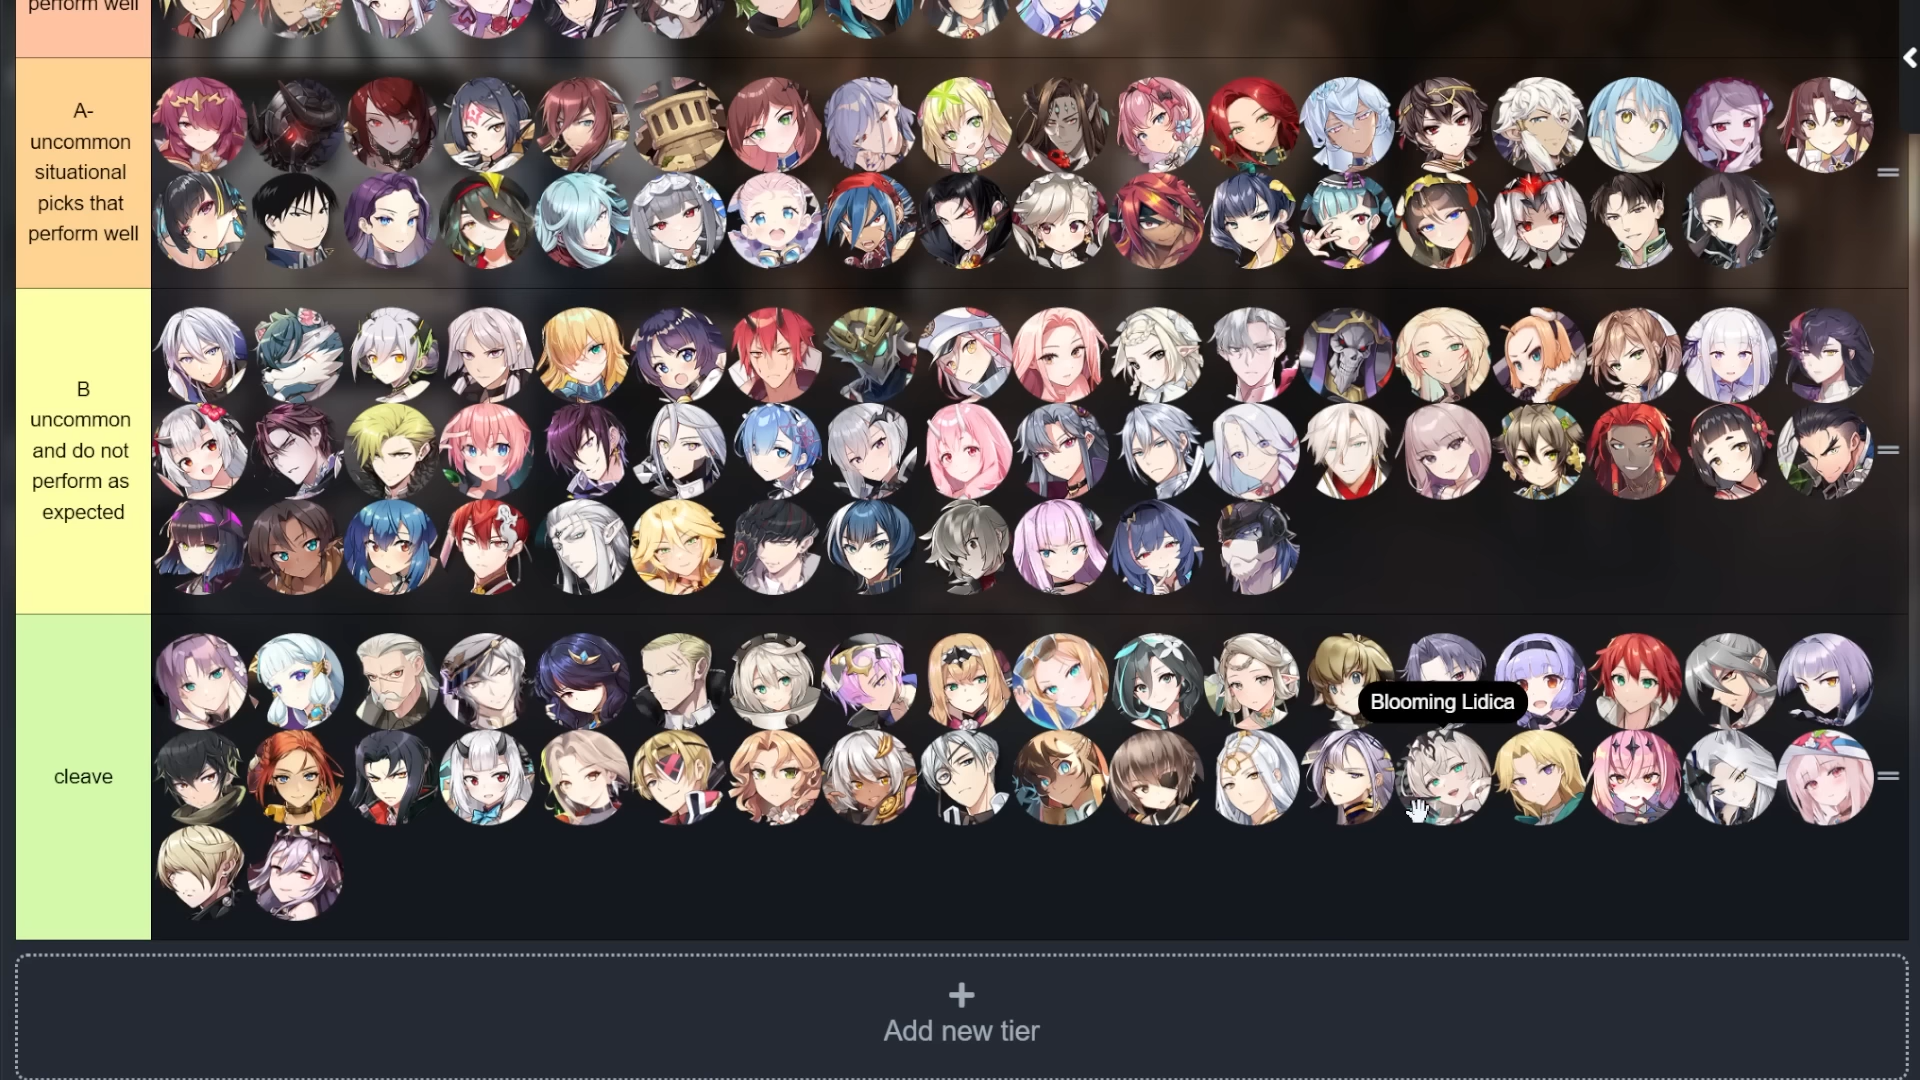 perform well
A-
uncommon
situational
picks that
perform well
B
uncommon
and do not
perform as
expected
cleave
Blooming Lidica
Add new tier